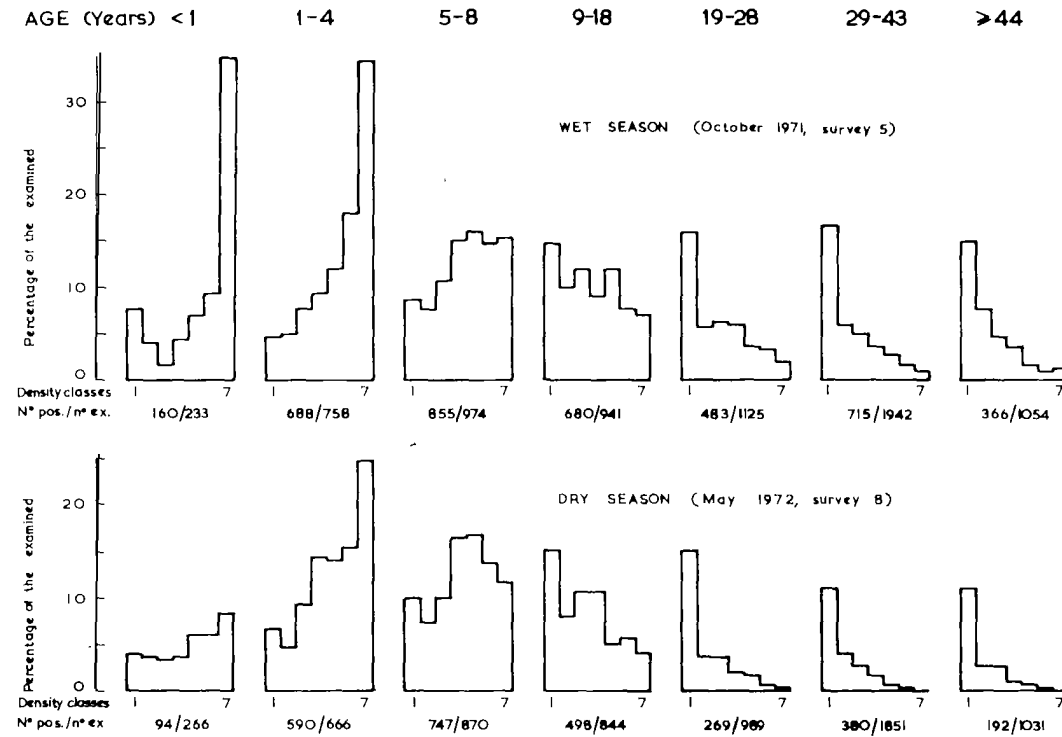 AGE (Years) <1 1-4 5-8 9-18 19-28 29-43 ⩾44
WET SEASON (October 1971, survey 5)
Percentage of the examined
30
20
10
0
Density classes 1 7 1 7 1 7 1 7 1 7 1 7 1 7
Nº pos./nº ex. 160/233 688/758 855/974 680/941 483/1125 715/1942 366/1054
DRY SEASON (May 1972, survey 8)
Percentage of the examined
20
10
0
Density classes 1 7 1 7 1 7 1 7 1 7 1 7 1 7
Nº pos./nº ex 94/266 590/666 747/870 498/844 269/989 380/1851 192/1031